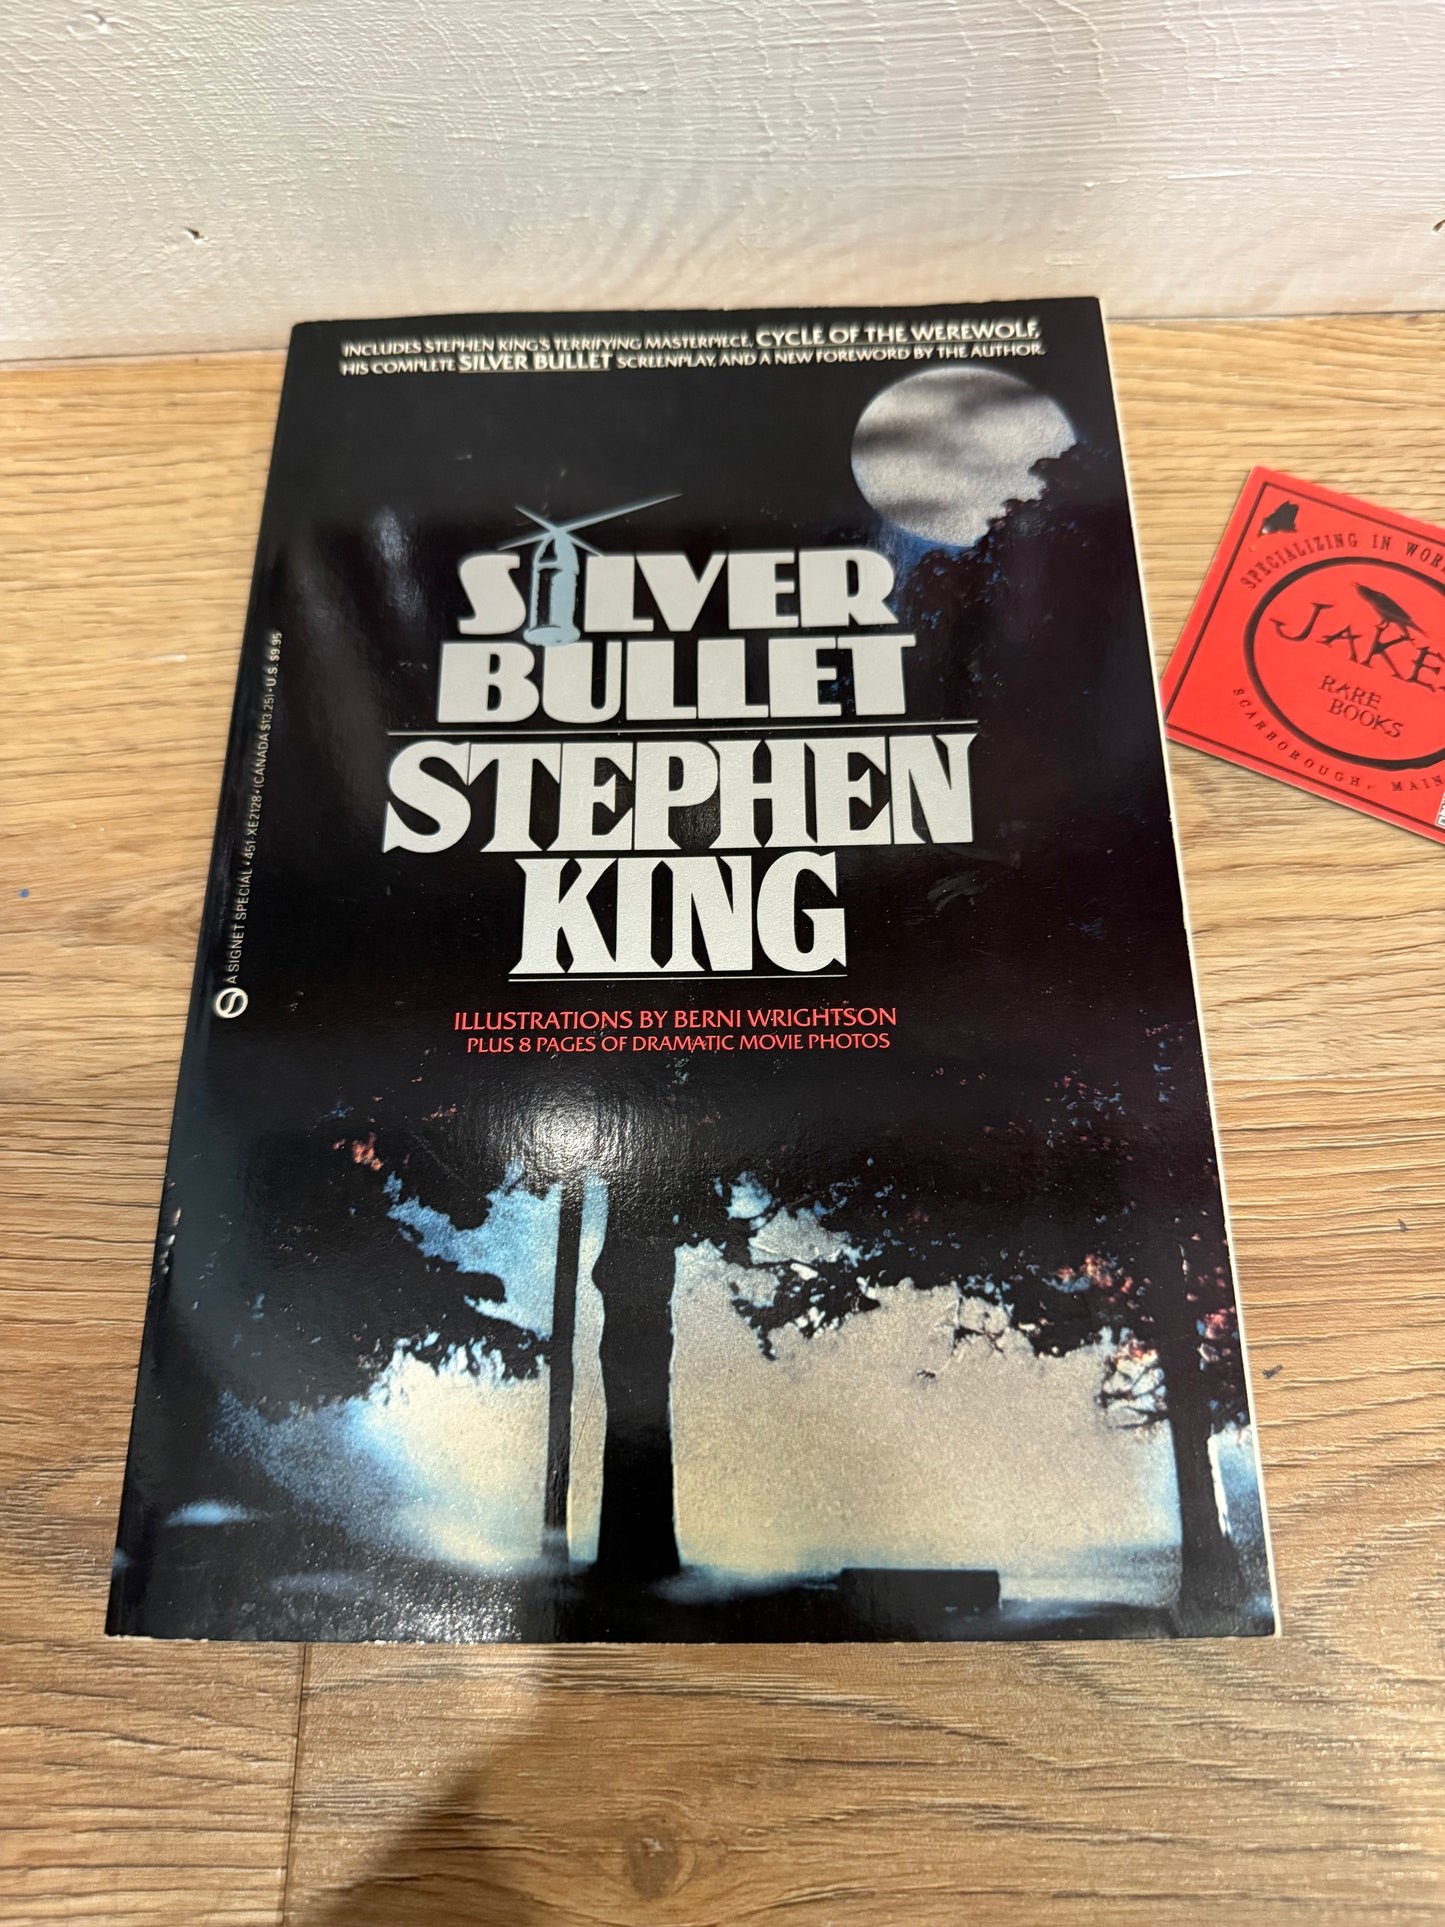 INCLUDES STEPHEN KING'S TERRIFYING MASTERPIECE, CYCLE OF THE WEREWOLF,
HIS COMPLETE SILVER BULLET SCREENPLAY, AND A NEW FOREWORD BY THE AUTHOR.
SILVER
BULLET
STEPHEN
KING
ILLUSTRATIONS BY BERNI WRIGHTSON
PLUS 8 PAGES OF DRAMATIC MOVIE PHOTOS
A SIGNET SPECIAL • 451-XE2128 • (CANADA $13.25) • U.S. $9.95
SPECIALIZING IN
JAKE
RARE
BOOKS
SCARBOROUGH, MAIN